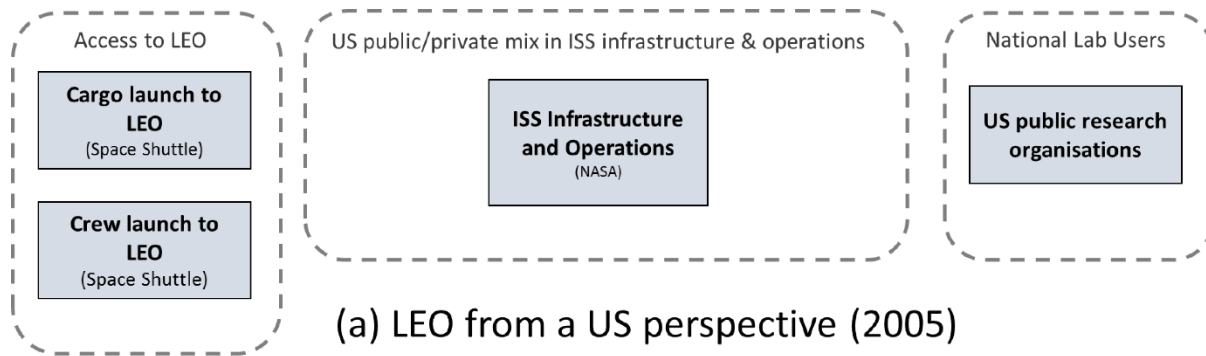 Access to LEO
Cargo launch to
LEO
(Space Shuttle)
Crew launch to
LEO
(Space Shuttle)
US public/private mix in ISS infrastructure & operations
ISS Infrastructure
and Operations
(NASA)
National Lab Users
US public research
organisations
(a) LEO from a US perspective (2005)